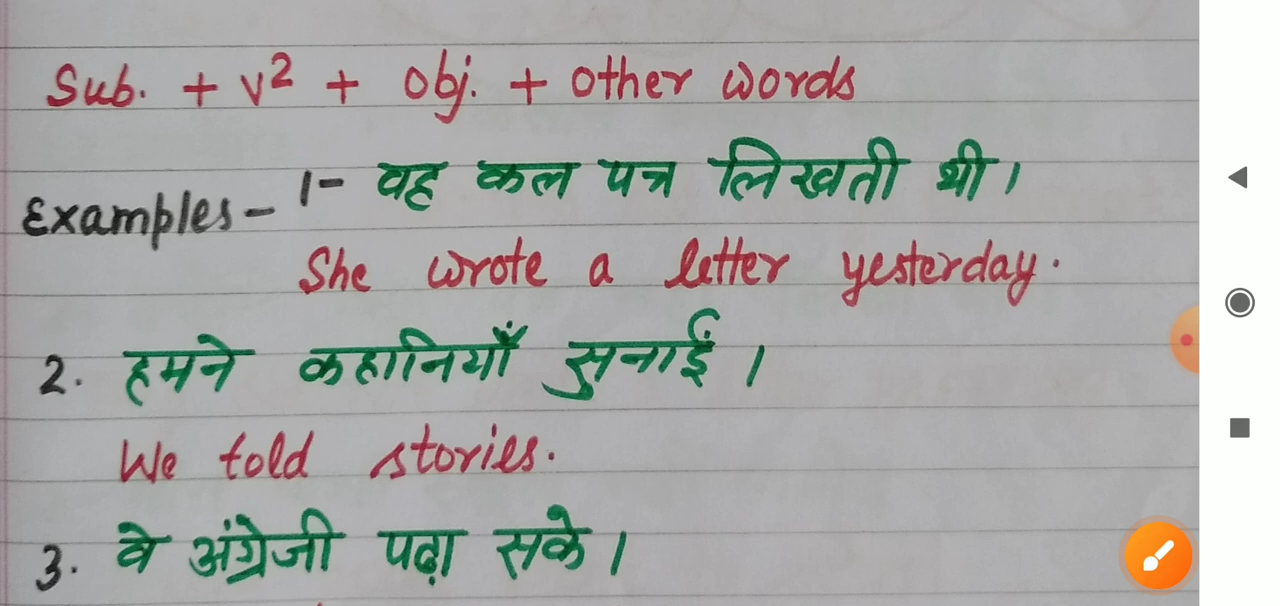 Sub. + V2 + Obj. + Other words
Examples- 1- वह कल पत्र लिखती थी।
She wrote a letter yesterday.
2. हमने कहानियाँ सुनाईं।
We told stories.
3. वे अंग्रेजी पढ़ा सके।